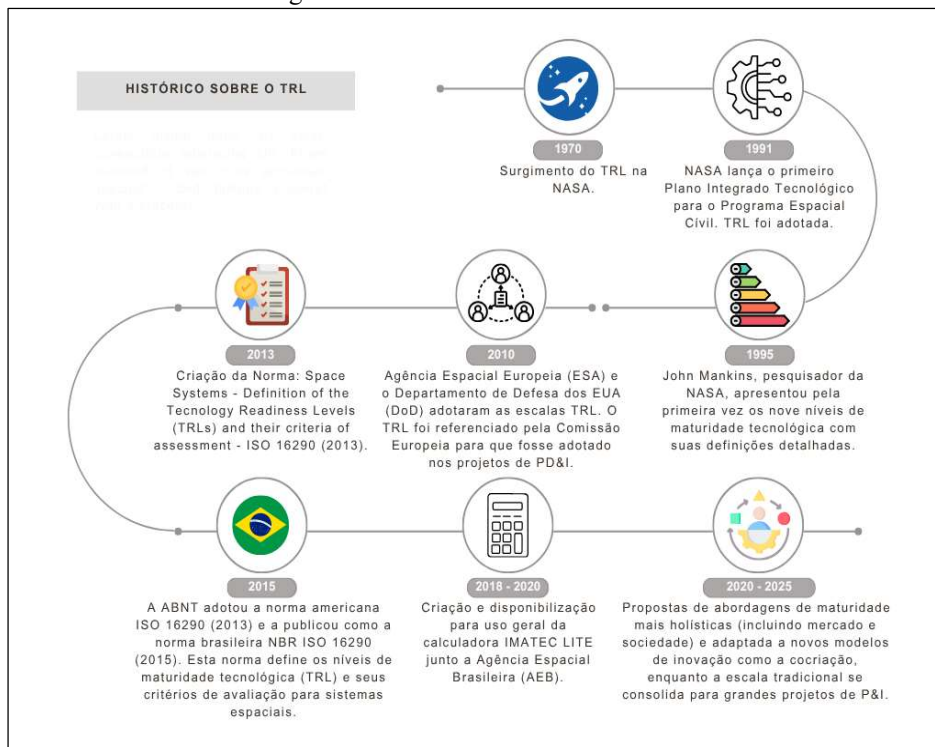 HISTÓRICO SOBRE O TRL
1970
Surgimento do TRL na
NASA.
1991
NASA lança o primeiro
Plano Integrado Tecnológico
para o Programa Espacial
Cívil. TRL foi adotada.
1995
John Mankins, pesquisador da
NASA, apresentou pela
primeira vez os nove níveis de
maturidade tecnológica com
suas definições detalhadas.
2010
Agência Espacial Europeia (ESA) e
o Departamento de Defesa dos EUA
(DoD) adotaram as escalas TRL. O
TRL foi referenciado pela Comissão
Europeia para que fosse adotado
nos projetos de PD&I.
2013
Criação da Norma: Space
Systems - Definition of the
Tecnology Readiness Levels
(TRLs) and their criteria of
assessment - ISO 16290 (2013).
2015
A ABNT adotou a norma americana
ISO 16290 (2013) e a publicou como a
norma brasileira NBR ISO 16290
(2015). Esta norma define os níveis de
maturidade tecnológica (TRL) e seus
critérios de avaliação para sistemas
espaciais.
2018 - 2020
Criação e disponibilização
para uso geral da
calculadora IMATEC LITE
junto a Agência Espacial
Brasileira (AEB).
2020 - 2025
Propostas de abordagens de maturidade
mais holísticas (incluindo mercado e
sociedade) e adaptada a novos modelos
de inovação como a cocriação,
enquanto a escala tradicional se
consolida para grandes projetos de P&I.